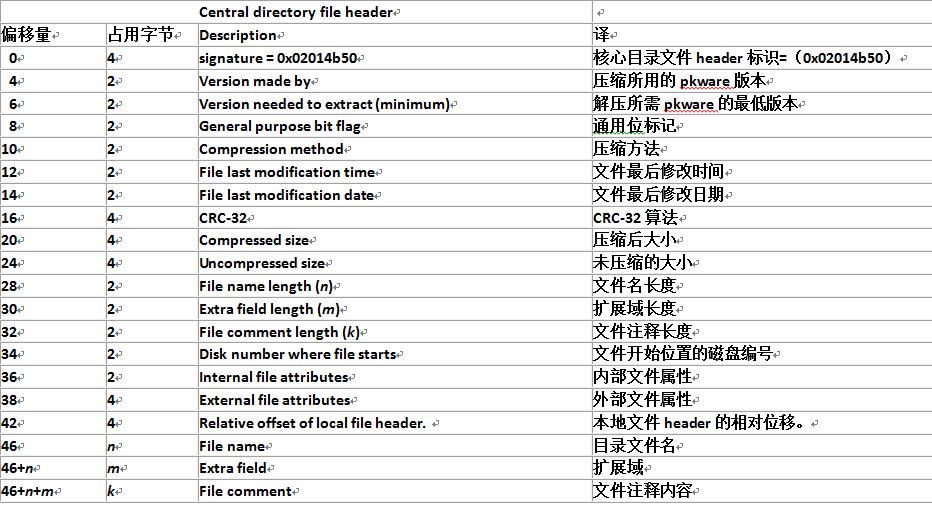 Central directory file header
偏移量 占用字节 Description 译
0 4 signature = 0x02014b50 核心目录文件 header 标识=（0x02014b50）
4 2 Version made by 压缩所用的 pkware 版本
6 2 Version needed to extract (minimum) 解压所需 pkware 的最低版本
8 2 General purpose bit flag 通用位标记
10 2 Compression method 压缩方法
12 2 File last modification time 文件最后修改时间
14 2 File last modification date 文件最后修改日期
16 4 CRC-32 CRC-32 算法
20 4 Compressed size 压缩后大小
24 4 Uncompressed size 未压缩的大小
28 2 File name length (n) 文件名长度
30 2 Extra field length (m) 扩展域长度
32 2 File comment length (k) 文件注释长度
34 2 Disk number where file starts 文件开始位置的磁盘编号
36 2 Internal file attributes 内部文件属性
38 4 External file attributes 外部文件属性
42 4 Relative offset of local file header. 本地文件 header 的相对位移。
46 n File name 目录文件名
46+n m Extra field 扩展域
46+n+m k File comment 文件注释内容